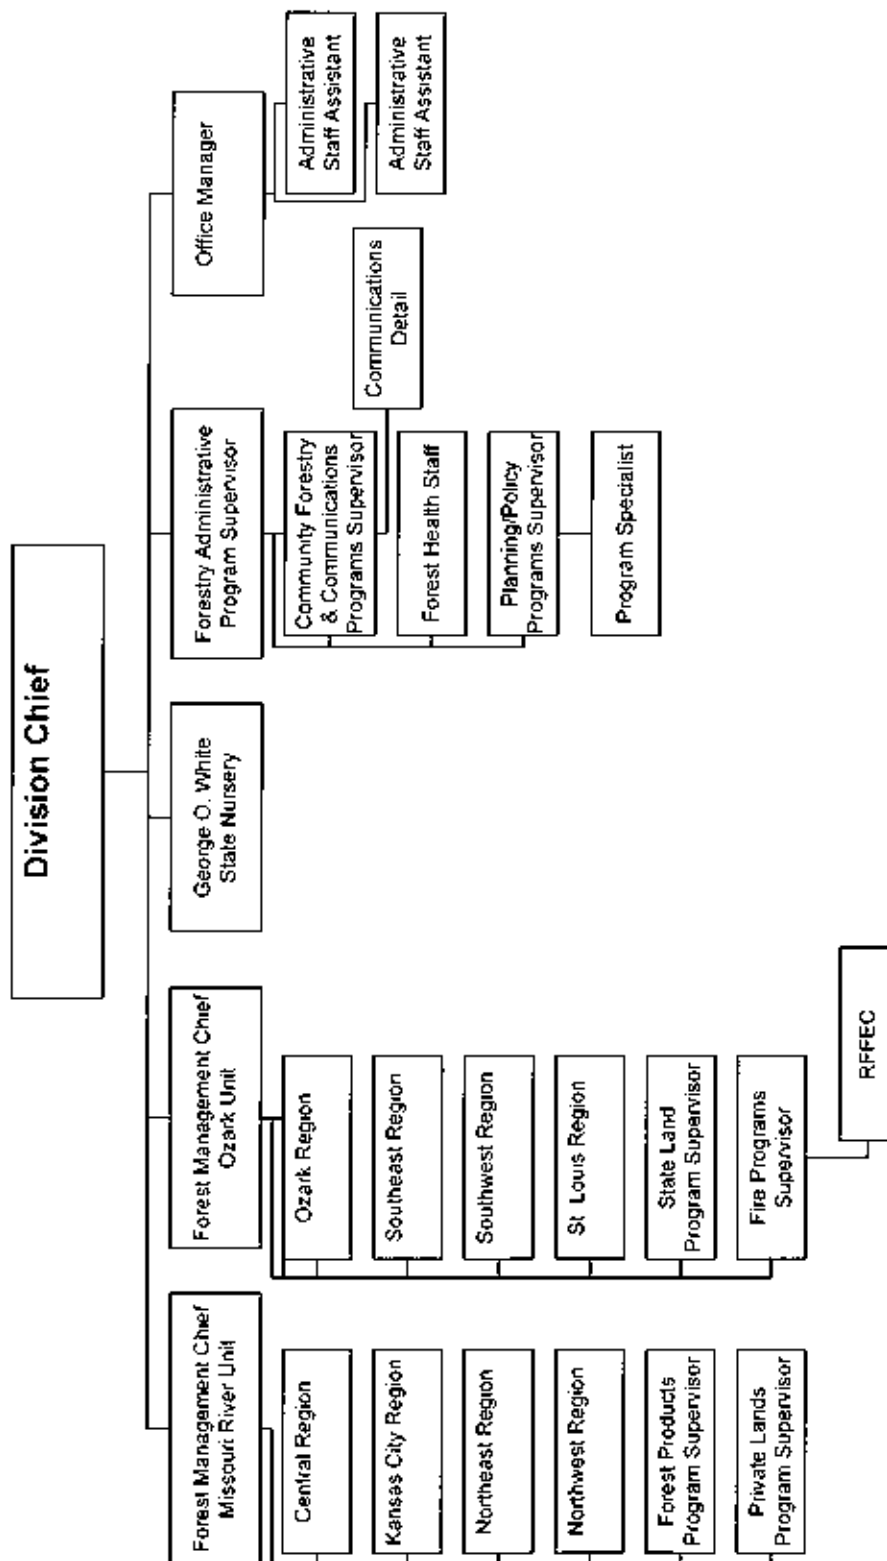 Division Chief
Forest Management Chief
Missouri River Unit
Central Region
Kansas City Region
Northeast Region
Northwest Region
Forest Products
Program Supervisor
Private Lands
Program Supervisor
Forest Management Chief
Ozark Unit
Ozark Region
Southeast Region
Southwest Region
St Louis Region
State Land
Program Supervisor
Fire Programs
Supervisor
RFFEC
George O. White
State Nursery
Forestry Administrative
Program Supervisor
Community Forestry
& Communications
Programs Supervisor
Communications
Detail
Forest Health Staff
Planning/Policy
Programs Supervisor
Program Specialist
Office Manager
Administrative
Staff Assistant
Administrative
Staff Assistant